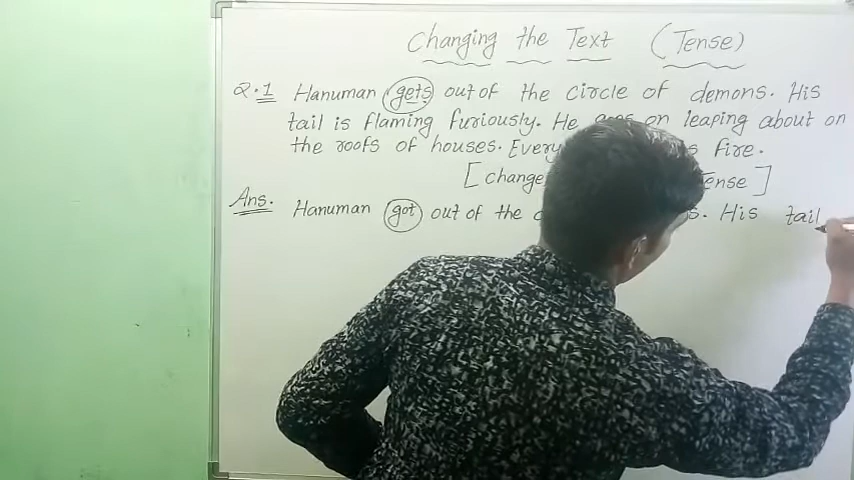 Changing the Text (Tense)
Q.1 Hanuman gets out of the circle of demons. His
tail is flaming furiously. He goes on leaping about on
the roofs of houses. Every fire.
[change Tense]
Ans. Hanuman got out of the His tail